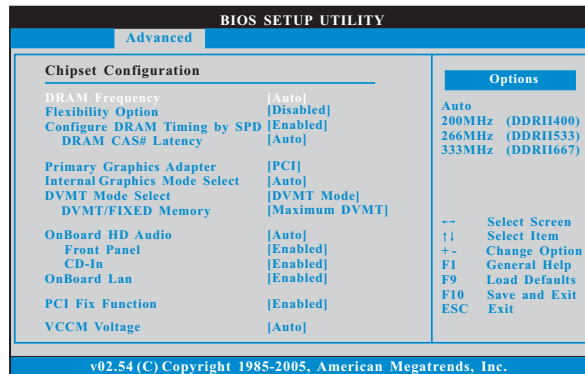 BIOS SETUP UTILITY
Advanced
Chipset Configuration
DRAM Frequency [Auto]
Flexibility Option [Disabled]
Configure DRAM Timing by SPD [Enabled]
DRAM CAS# Latency [Auto]
Primary Graphics Adapter [PCI]
Internal Graphics Mode Select [Auto]
DVMT Mode Select [DVMT Mode]
DVMT/FIXED Memory [Maximum DVMT]
OnBoard HD Audio [Auto]
Front Panel [Enabled]
CD-In [Enabled]
OnBoard Lan [Enabled]
PCI Fix Function [Enabled]
VCCM Voltage [Auto]
Options
Auto
200MHz (DDRII400)
266MHz (DDRII533)
333MHz (DDRII667)
←→ Select Screen
↑↓ Select Item
+ - Change Option
F1 General Help
F9 Load Defaults
F10 Save and Exit
ESC Exit
v02.54 (C) Copyright 1985-2005, American Megatrends, Inc.